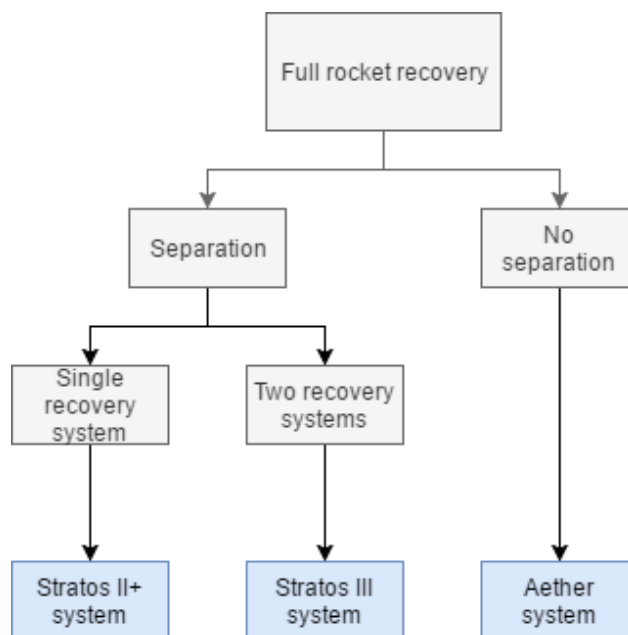 Full rocket recovery
Separation
No
separation
Single
recovery
system
Two recovery
systems
Stratos II+
system
Stratos III
system
Aether
system